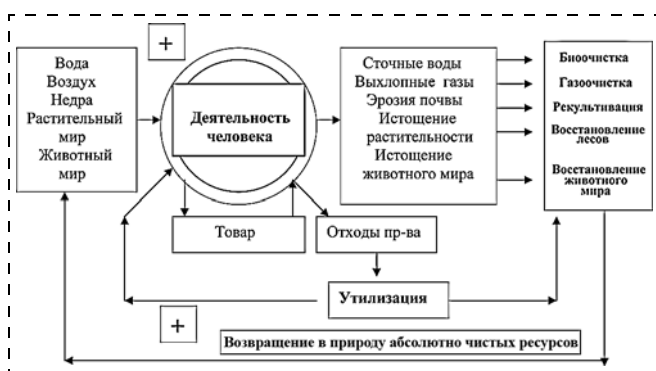 +
Вода
Воздух
Недра
Растительный
мир
Животный
мир
Деятельность
человека
Сточные воды
Выхлопные газы
Эрозия почвы
Истощение
растительности
Истощение
животного мира
Биоочистка
Газоочистка
Рекультивация
Восстановление
лесов
Восстановление
животного
мира
Товар
Отходы пр-ва
Утилизация
+
Возвращение в природу абсолютно чистых ресурсов